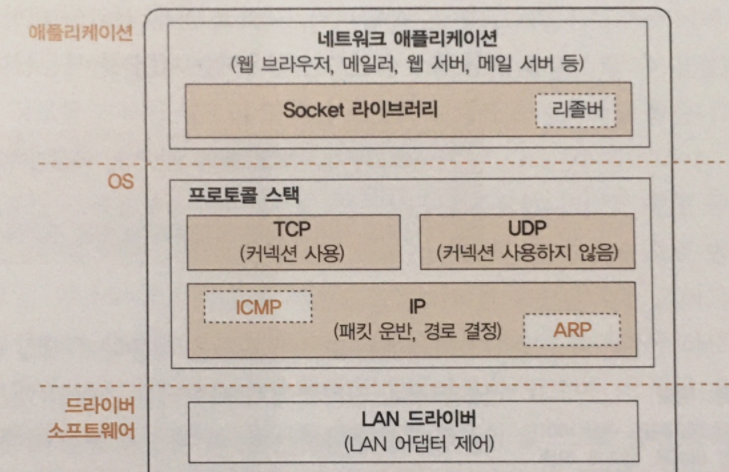 애플리케이션
네트워크 애플리케이션
(웹 브라우저, 메일러, 웹 서버, 메일 서버 등)
Socket 라이브러리
리졸버
OS
프로토콜 스택
TCP
(커넥션 사용)
UDP
(커넥션 사용하지 않음)
ICMP
IP
(패킷 운반, 경로 결정)
ARP
드라이버
소프트웨어
LAN 드라이버
(LAN 어댑터 제어)